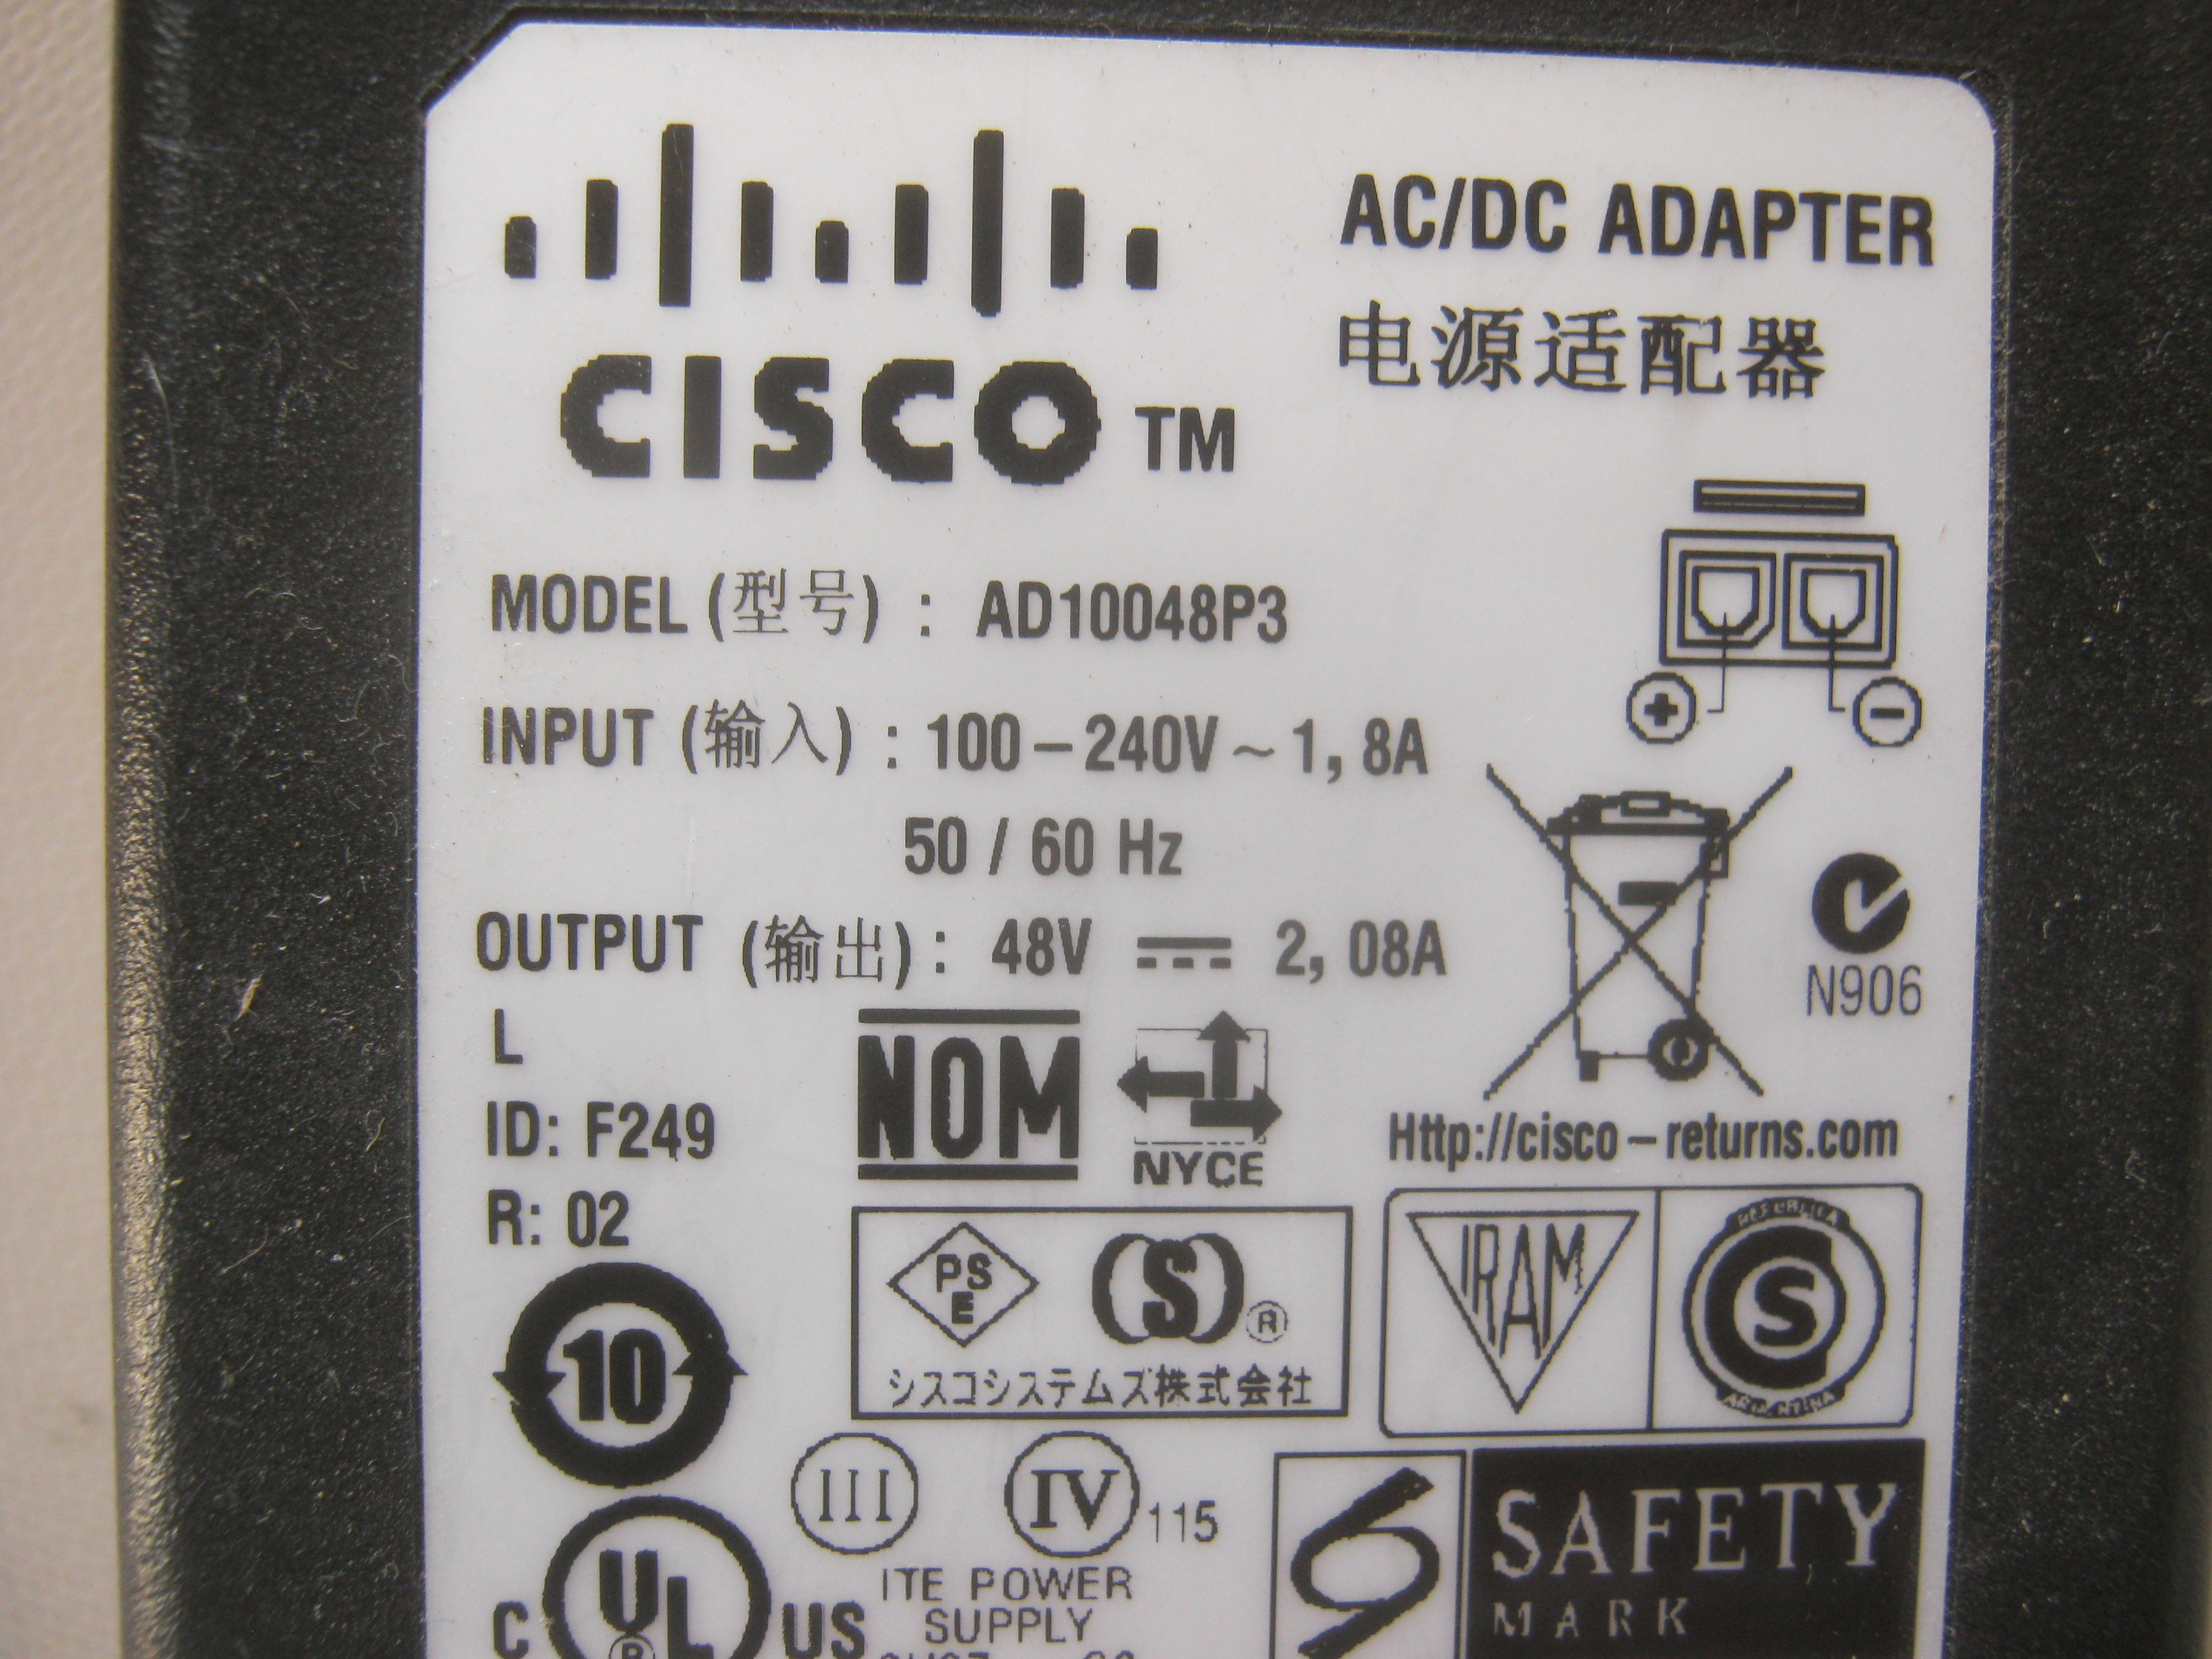 CISCO TM
AC/DC ADAPTER
电源适配器
MODEL (型号) : AD10048P3
INPUT (输入) : 100-240V ~ 1, 8A
50 / 60 Hz
OUTPUT (输出) : 48V ⎓ 2, 08A
L
ID: F249
R: 02
NOM
NYCE
N906
Http://cisco-returns.com
10
PS
E
S ®
シスコシステムズ株式会社
IRAM
REPUBLICA
S
ARGENTINA
III
IV 115
C UL ® US
ITE POWER
SUPPLY
SAFETY
MARK